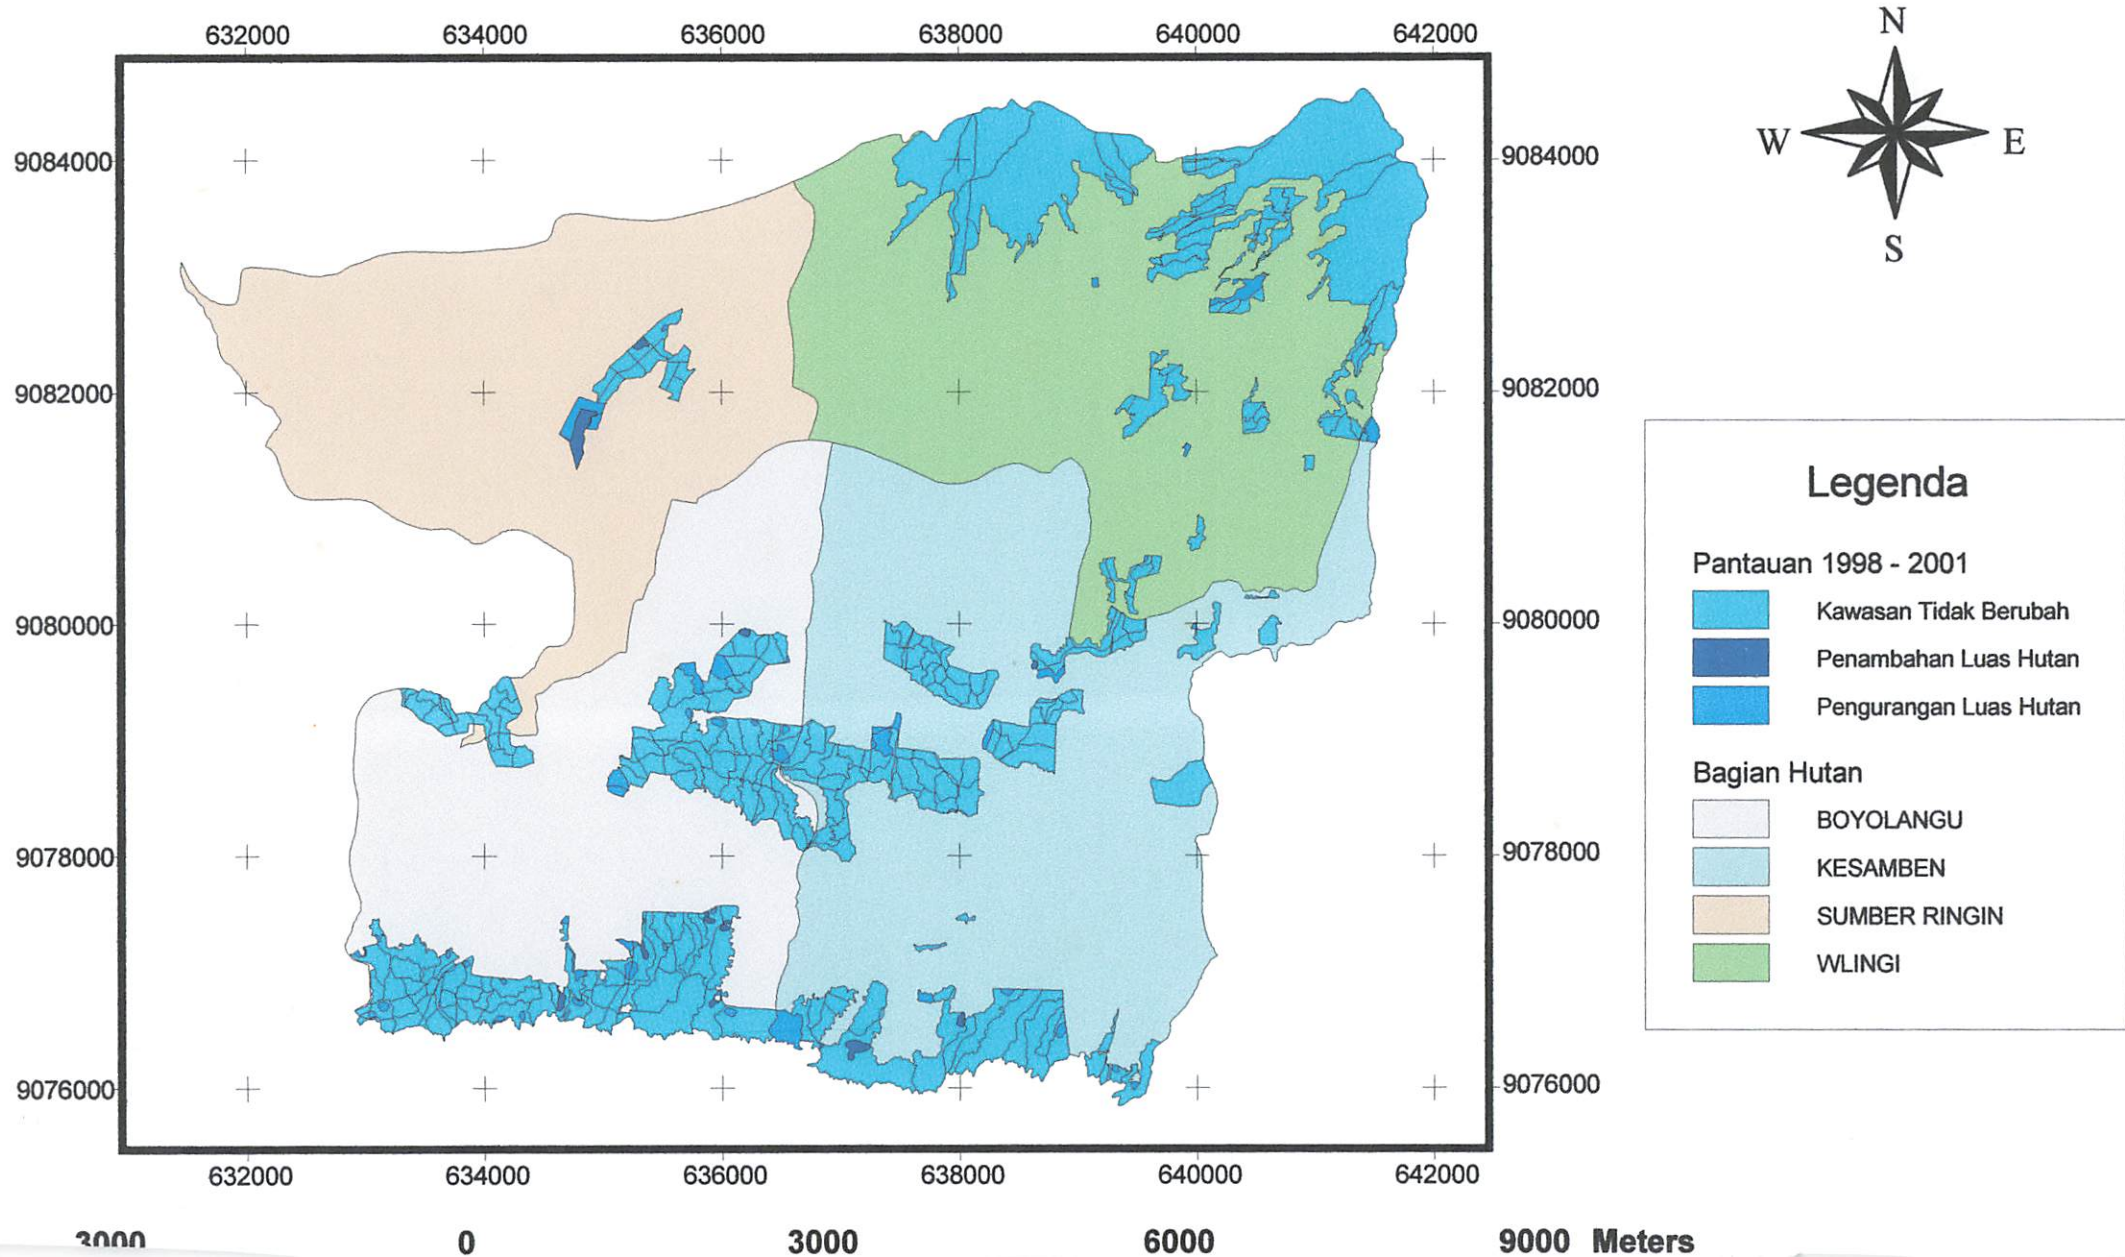 632000 634000 636000 638000 640000 642000
N
W E
S
9084000 9084000
9082000 9082000
9080000 9080000
9078000 9078000
9076000 9076000
632000 634000 636000 638000 640000 642000
3000 0 3000 6000 9000 Meters
Legenda
Pantauan 1998 - 2001
Kawasan Tidak Berubah
Penambahan Luas Hutan
Pengurangan Luas Hutan
Bagian Hutan
BOYOLANGU
KESAMBEN
SUMBER RINGIN
WLINGI